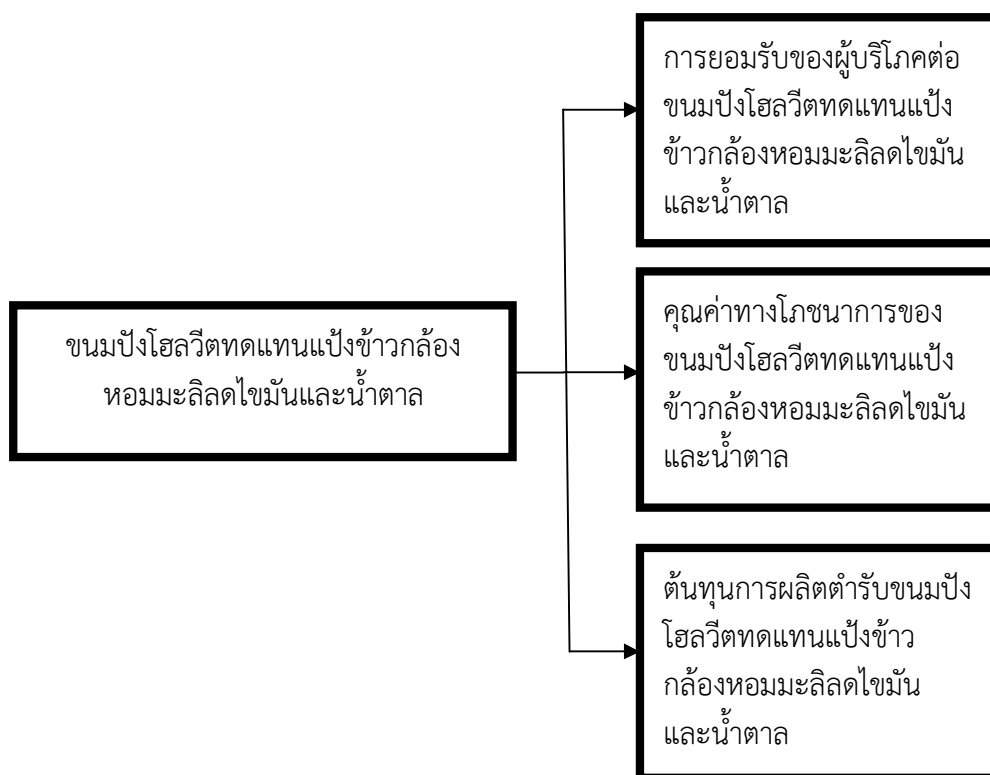 การยอมรับของผู้บริโภคต่อ
ขนมปังโฮลวีตทดแทนแป้ง
ข้าวกล้องหอมมะลิลดไขมัน
และน้ำตาล
ขนมปังโฮลวีตทดแทนแป้งข้าวกล้อง
หอมมะลิลดไขมันและน้ำตาล
คุณค่าทางโภชนาการของ
ขนมปังโฮลวีตทดแทนแป้ง
ข้าวกล้องหอมมะลิลดไขมัน
และน้ำตาล
ต้นทุนการผลิตตำรับขนมปัง
โฮลวีตทดแทนแป้งข้าว
กล้องหอมมะลิลดไขมัน
และน้ำตาล